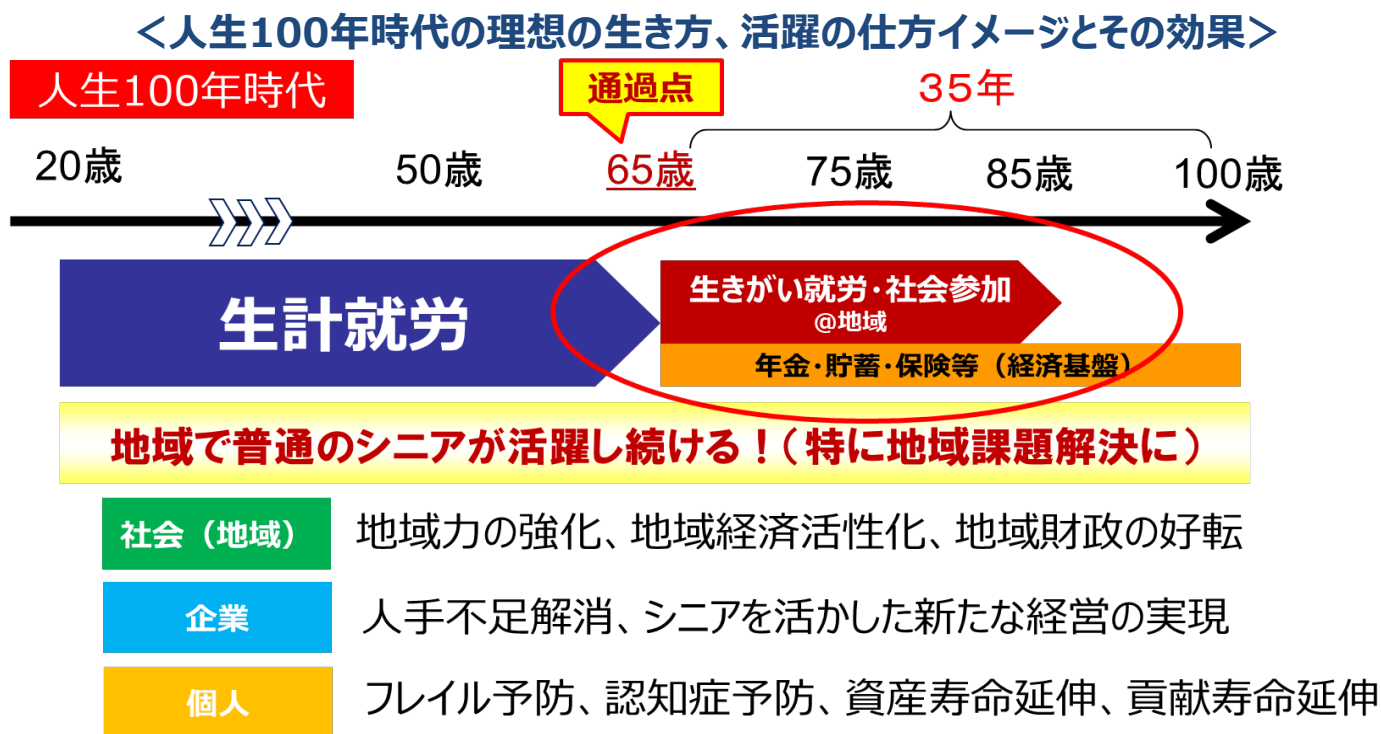 ＜人生100年時代の理想の生き方、活躍の仕方イメージとその効果＞
人生100年時代
通過点
３５年
20歳
50歳
65歳
75歳
85歳
100歳
生計就労
生きがい就労・社会参加
@地域
年金・貯蓄・保険等（経済基盤）
地域で普通のシニアが活躍し続ける！（特に地域課題解決に）
社会（地域）
地域力の強化、地域経済活性化、地域財政の好転
企業
人手不足解消、シニアを活かした新たな経営の実現
個人
フレイル予防、認知症予防、資産寿命延伸、貢献寿命延伸